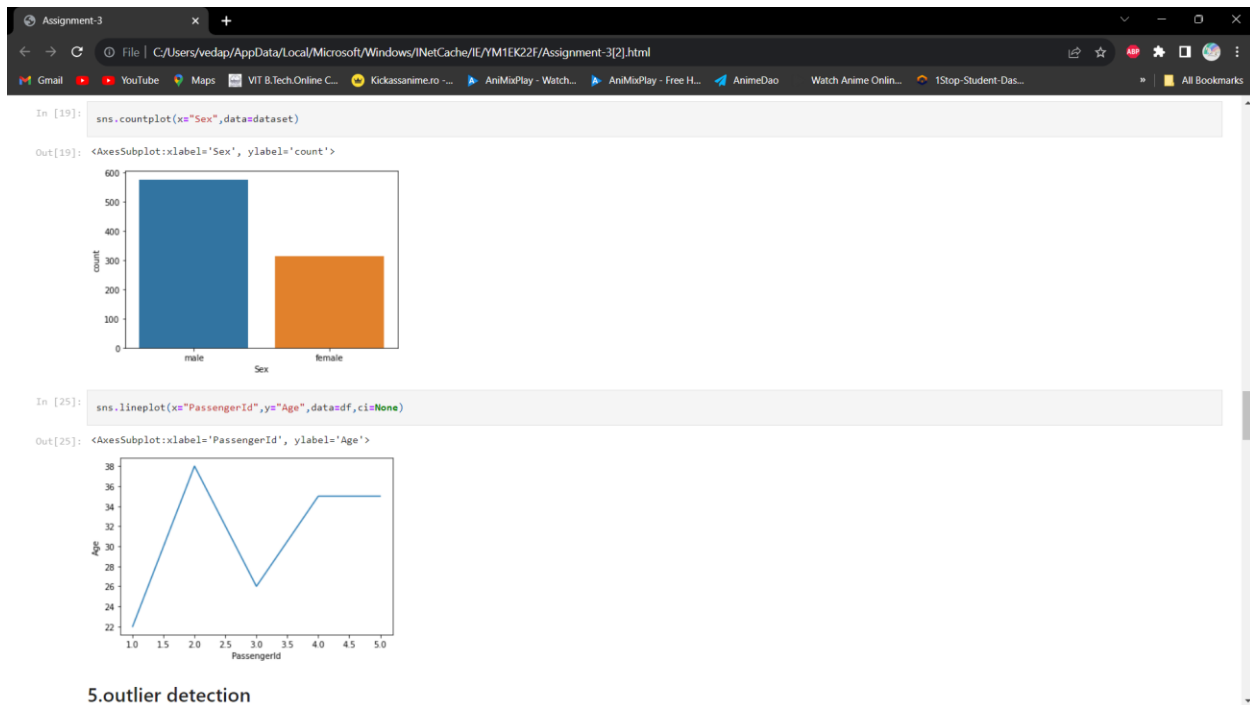 Assignment-3
File C:/Users/vedap/AppData/Local/Microsoft/Windows/INetCache/IE/YM1EK22F/Assignment-3[2].html
ABP
Gmail YouTube Maps VIT B.Tech.Online C... Kickassanime.ro -... AniMixPlay - Watch... AniMixPlay - Free H... AnimeDao Watch Anime Onlin... 1Stop-Student-Das... » All Bookmarks
In [19]: sns.countplot(x="Sex",data=dataset)
Out[19]: <AxesSubplot:xlabel='Sex', ylabel='count'>
600
500
400
300
200
100
0
count
male female
Sex
In [25]: sns.lineplot(x="PassengerId",y="Age",data=df,ci=None)
Out[25]: <AxesSubplot:xlabel='PassengerId', ylabel='Age'>
38
36
34
32
30
28
26
24
22
Age
1.0 1.5 2.0 2.5 3.0 3.5 4.0 4.5 5.0
PassengerId
5.outlier detection